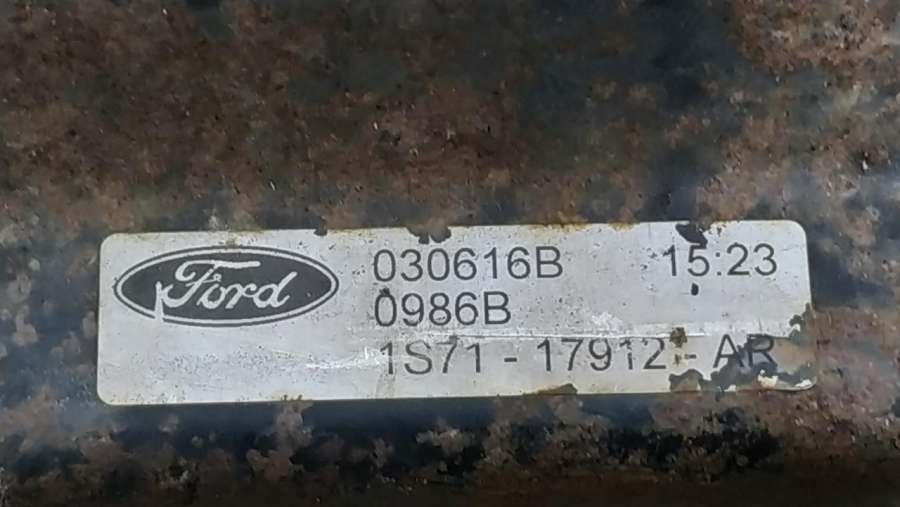 Ford
030616B 15:23
0986B
1S71 - 17912 - AR